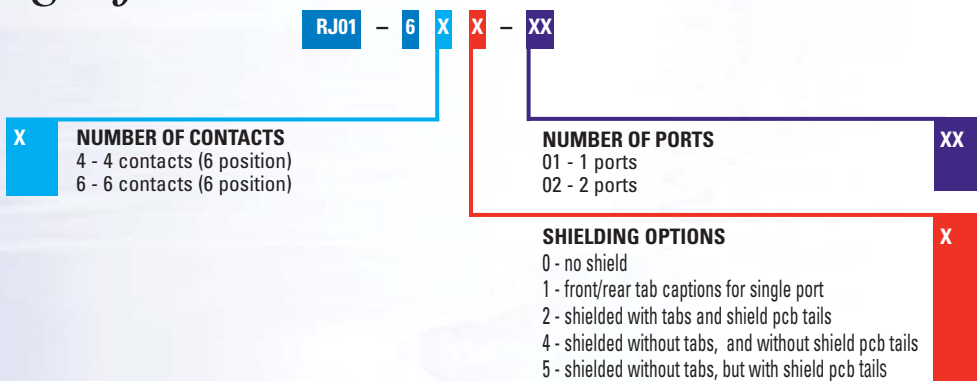 RJ01 – 6 X X – XX
X NUMBER OF CONTACTS
4 - 4 contacts (6 position)
6 - 6 contacts (6 position)
NUMBER OF PORTS XX
01 - 1 ports
02 - 2 ports
SHIELDING OPTIONS X
0 - no shield
1 - front/rear tab captions for single port
2 - shielded with tabs and shield pcb tails
4 - shielded without tabs, and without shield pcb tails
5 - shielded without tabs, but with shield pcb tails